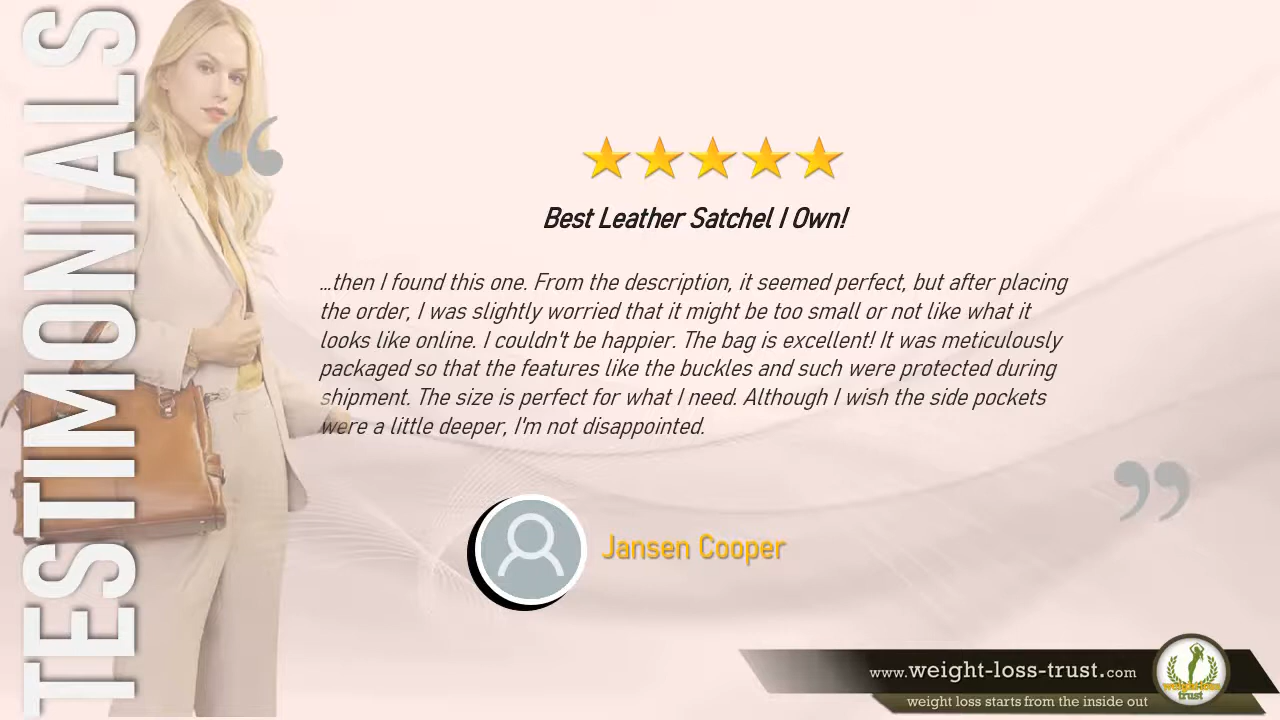 TESTIMONIALS
“
Best Leather Satchel I Own!
...then I found this one. From the description, it seemed perfect, but after placing
the order, I was slightly worried that it might be too small or not like what it
looks like online. I couldn't be happier. The bag is excellent! It was meticulously
packaged so that the features like the buckles and such were protected during
shipment. The size is perfect for what I need. Although I wish the side pockets
were a little deeper, I'm not disappointed.
”
Jansen Cooper
www.weight-loss-trust.com
weight loss starts from the inside out
weight loss
trust